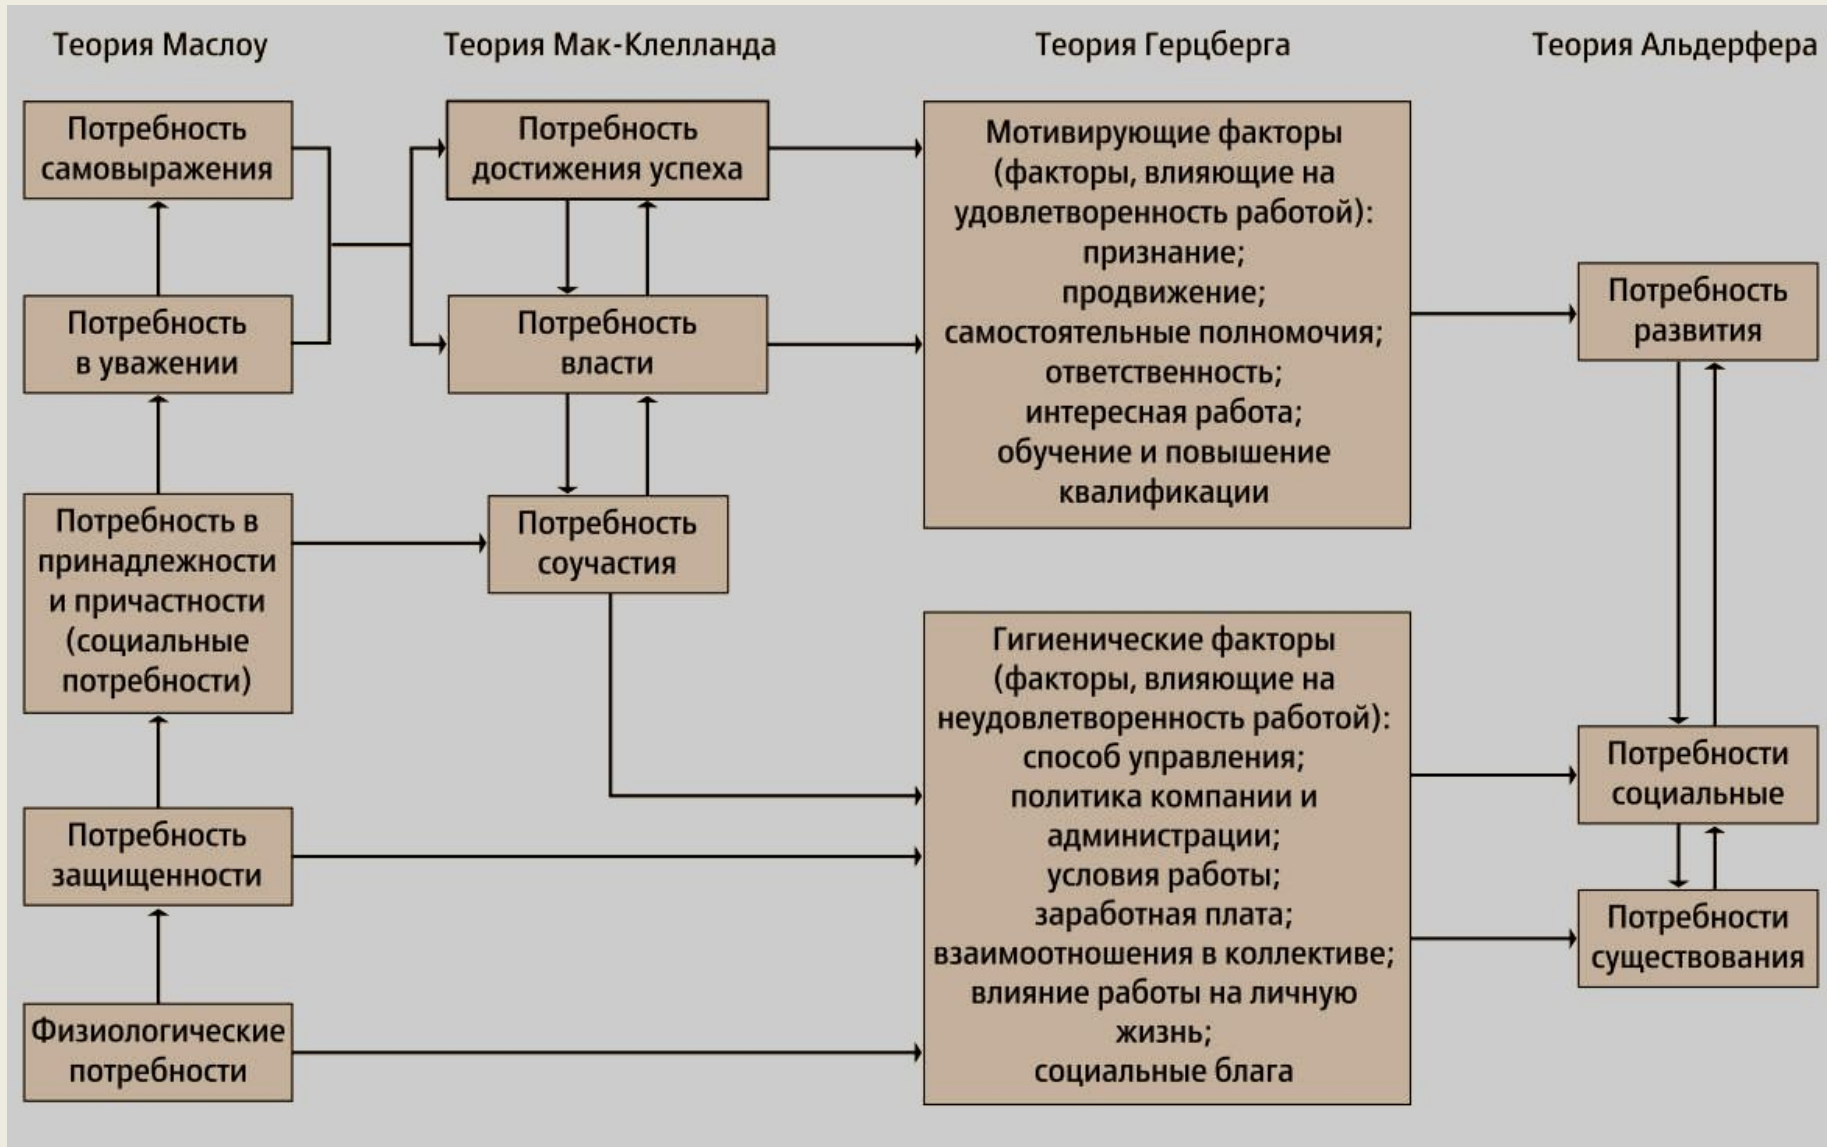 Теория Маслоу
Теория Мак-Клелланда
Теория Герцберга
Теория Альдерфера
Потребность
самовыражения
Потребность
в уважении
Потребность в
принадлежности
и причастности
(социальные
потребности)
Потребность
защищенности
Физиологические
потребности
Потребность
достижения успеха
Потребность
власти
Потребность
соучастия
Мотивирующие факторы
(факторы, влияющие на
удовлетворенность работой):
признание;
продвижение;
самостоятельные полномочия;
ответственность;
интересная работа;
обучение и повышение
квалификации
Гигиенические факторы
(факторы, влияющие на
неудовлетворенность работой):
способ управления;
политика компании и
администрации;
условия работы;
заработная плата;
взаимоотношения в коллективе;
влияние работы на личную
жизнь;
социальные блага
Потребность
развития
Потребности
социальные
Потребности
существования